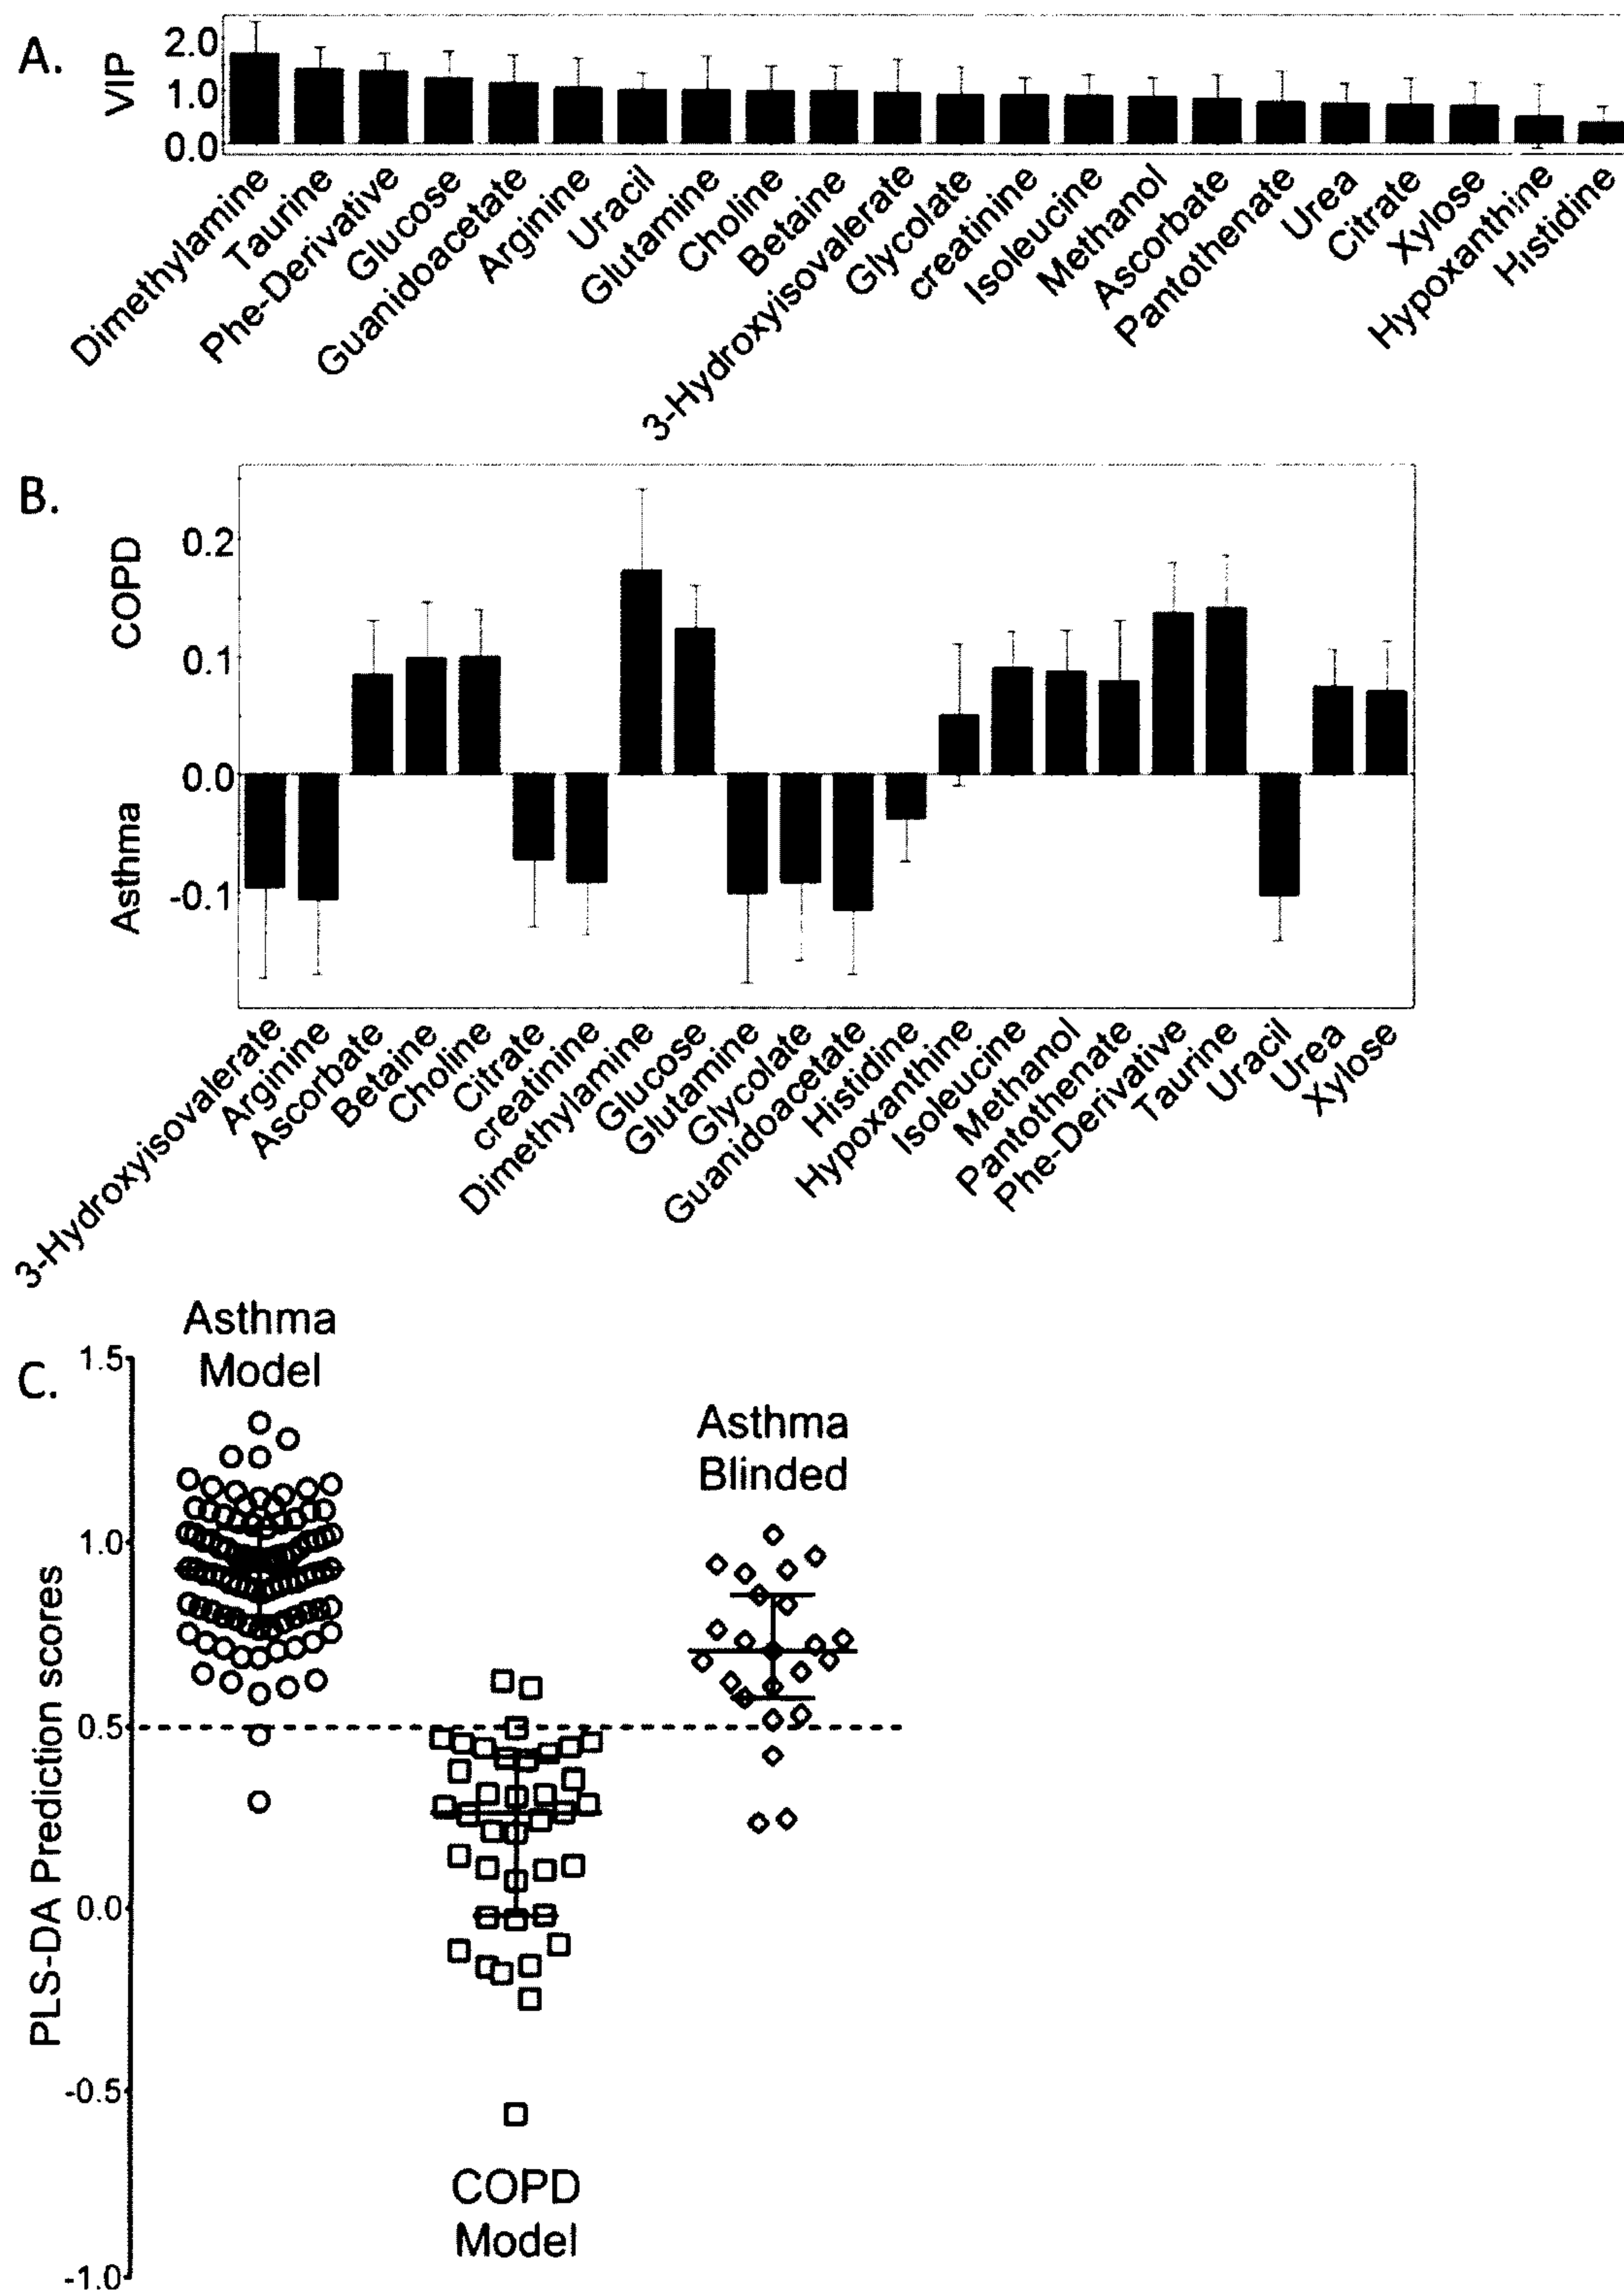 A.
VIP
2.0
1.0
0.0
Dimethylamine
Taurine
Phe-Derivative
Glucose
Guanidoacetate
Arginine
Uracil
Glutamine
Choline
Betaine
3-Hydroxyisovalerate
Glycolate
creatinine
Isoleucine
Methanol
Ascorbate
Pantothenate
Urea
Citrate
Xylose
Hypoxanthine
Histidine
B.
COPD
Asthma
0.2
0.1
0.0
-0.1
3-Hydroxyisovalerate
Arginine
Ascorbate
Betaine
Choline
Citrate
creatinine
Dimethylamine
Glucose
Glutamine
Glycolate
Guanidoacetate
Histidine
Hypoxanthine
Isoleucine
Methanol
Pantothenate
Phe-Derivative
Taurine
Uracil
Urea
Xylose
C.
PLS-DA Prediction scores
1.5
1.0
0.5
0.0
-0.5
-1.0
Asthma
Model
Asthma
Blinded
COPD
Model